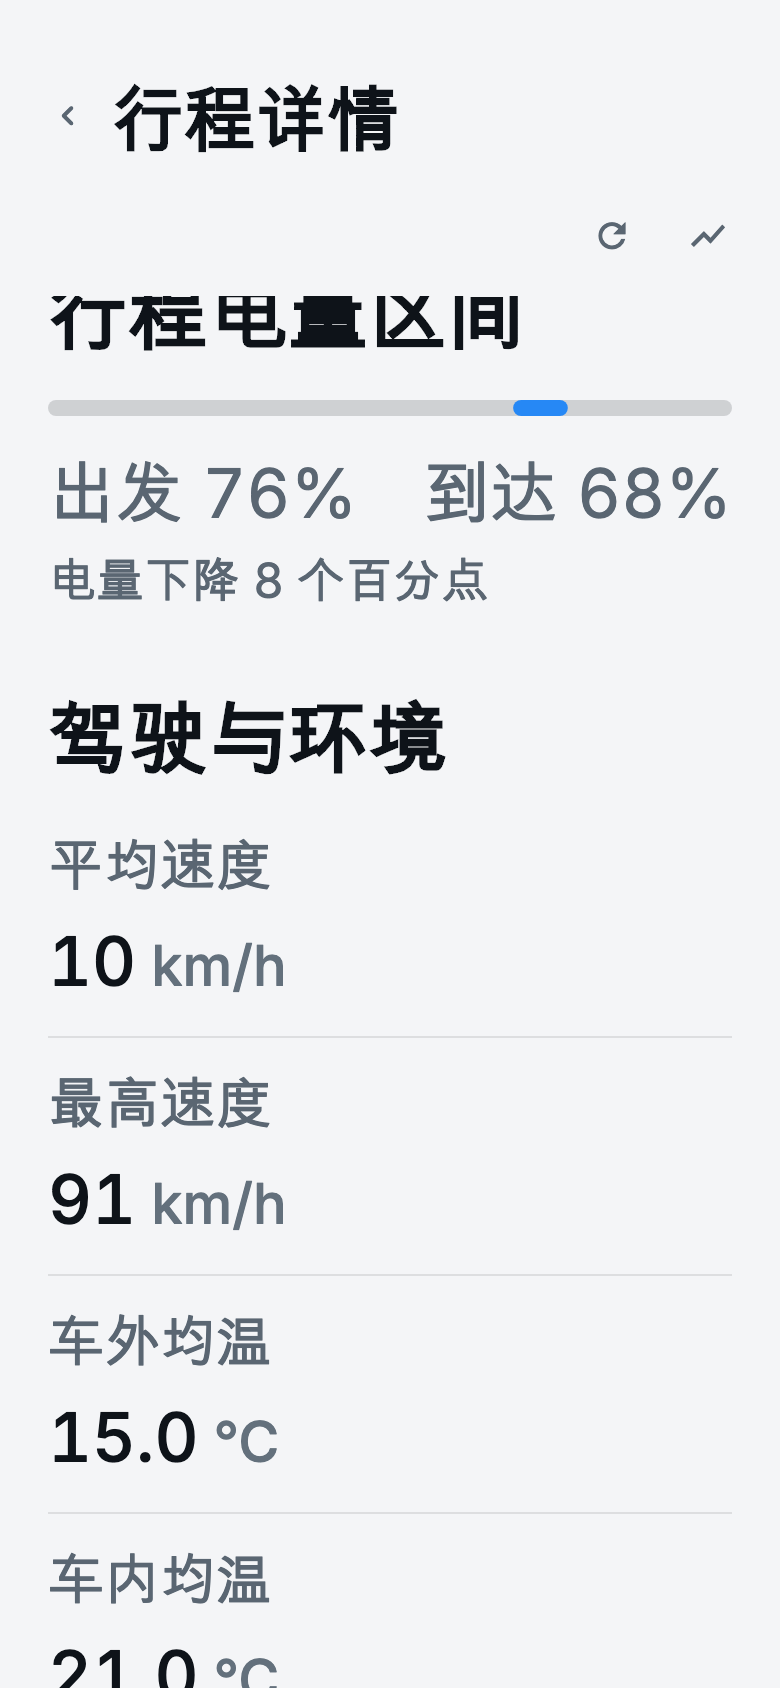 行程详情
行程电量区间
出发 76% 到达 68%
电量下降 8 个百分点
驾驶与环境
平均速度
10 km/h
最高速度
91 km/h
车外均温
15.0 °C
车内均温
21.0 °C